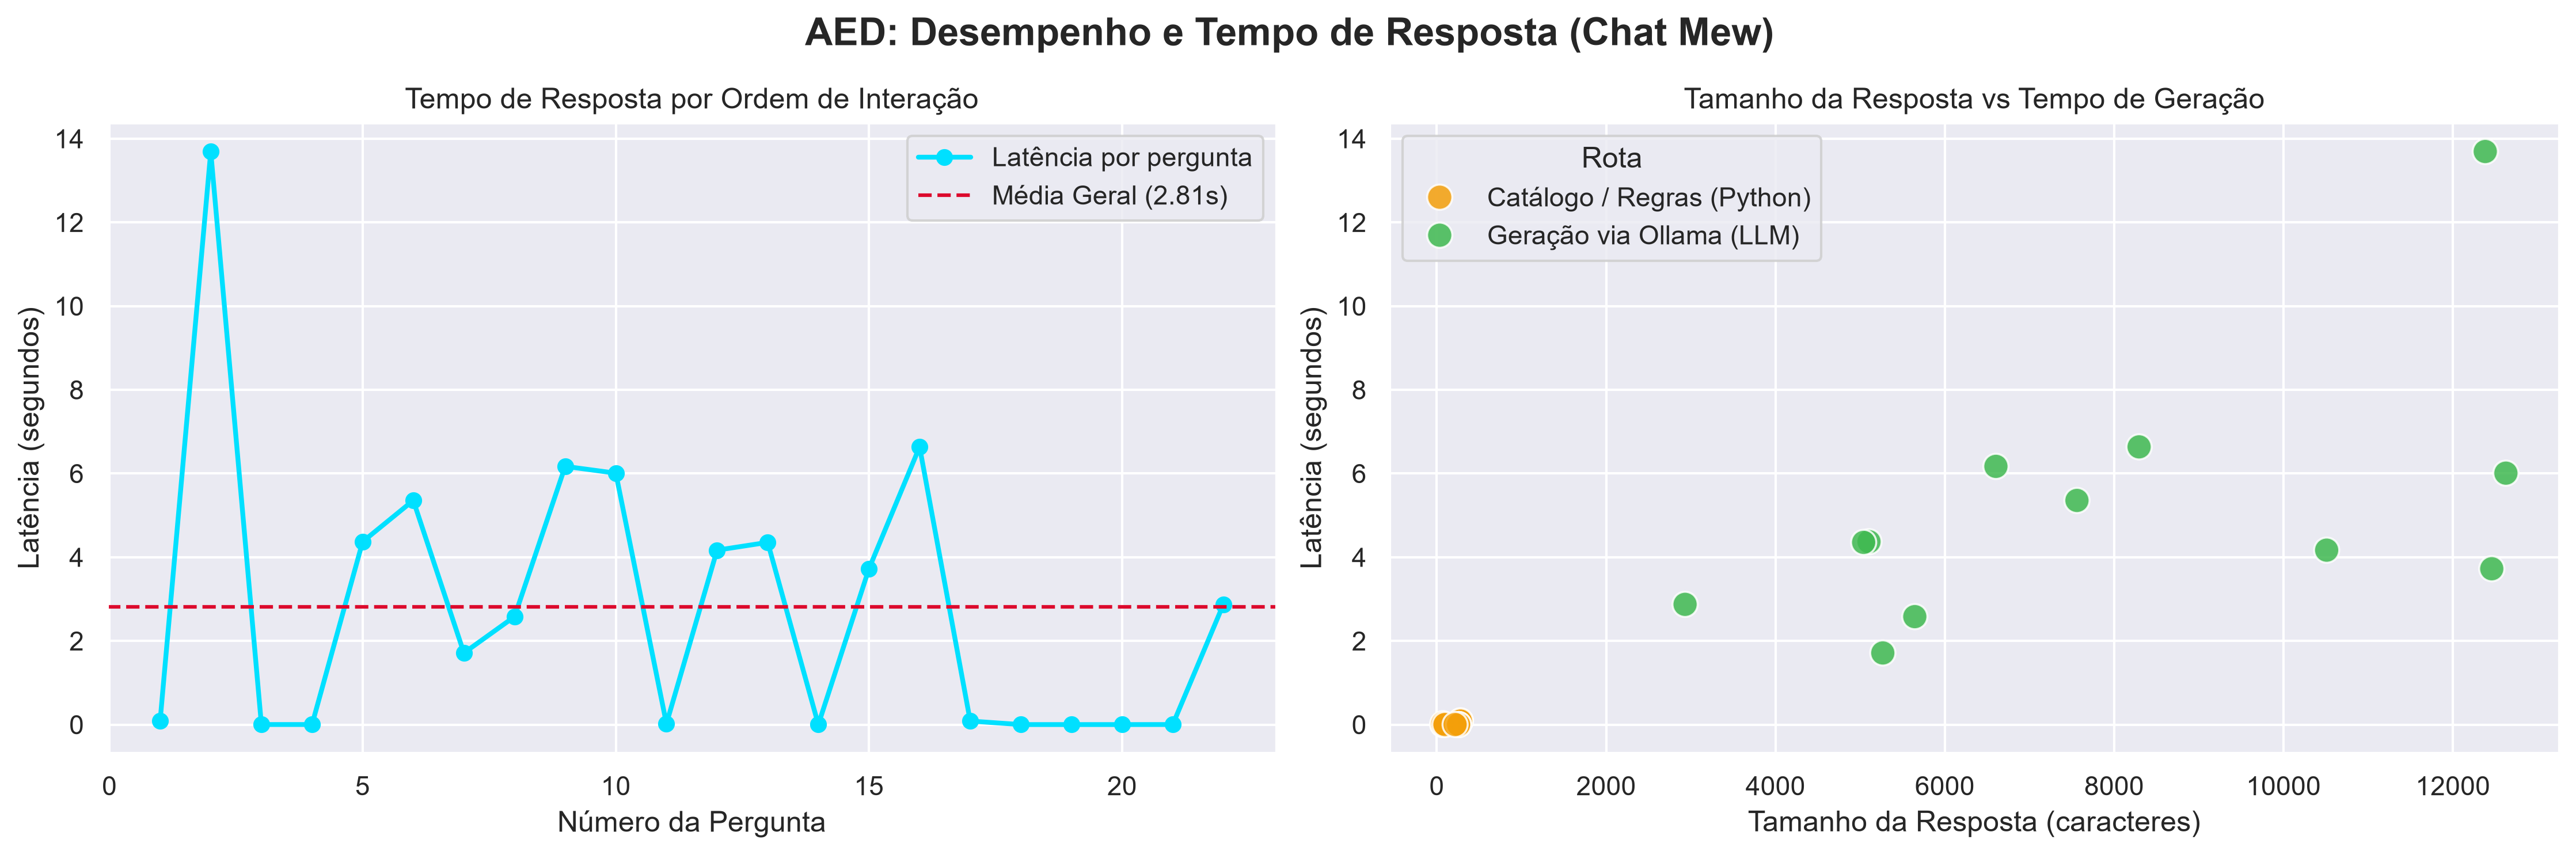 AED: Desempenho e Tempo de Resposta (Chat Mew)
Tempo de Resposta por Ordem de Interação
14
12
10
8
6
4
2
0
Latência (segundos)
Latência por pergunta
Média Geral (2.81s)
0
5
10
15
20
Número da Pergunta
Tamanho da Resposta vs Tempo de Geração
14
12
10
8
6
4
2
0
Latência (segundos)
Rota
Catálogo / Regras (Python)
Geração via Ollama (LLM)
0
2000
4000
6000
8000
10000
12000
Tamanho da Resposta (caracteres)